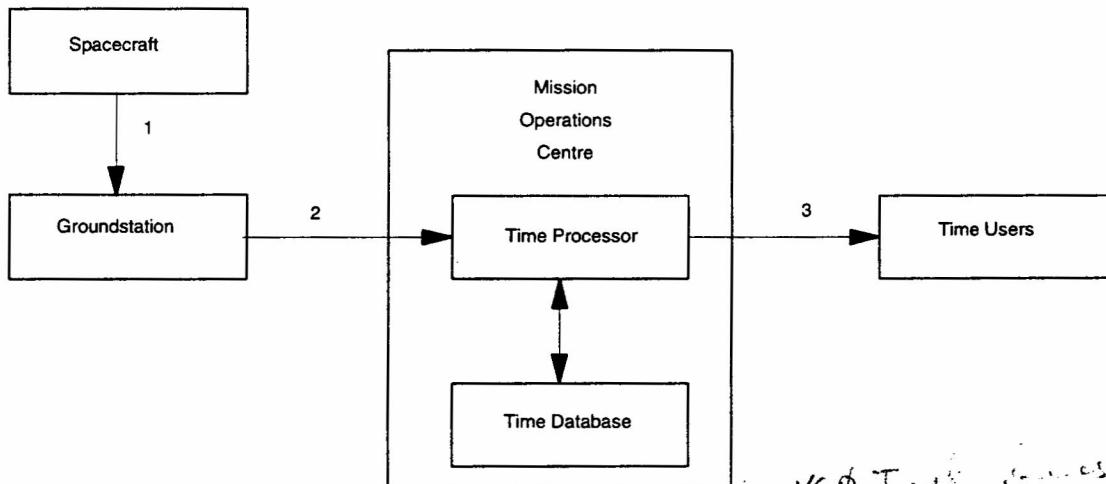 Spacecraft
1
Groundstation
2
Mission
Operations
Centre
Time Processor
3
Time Users
Time Database